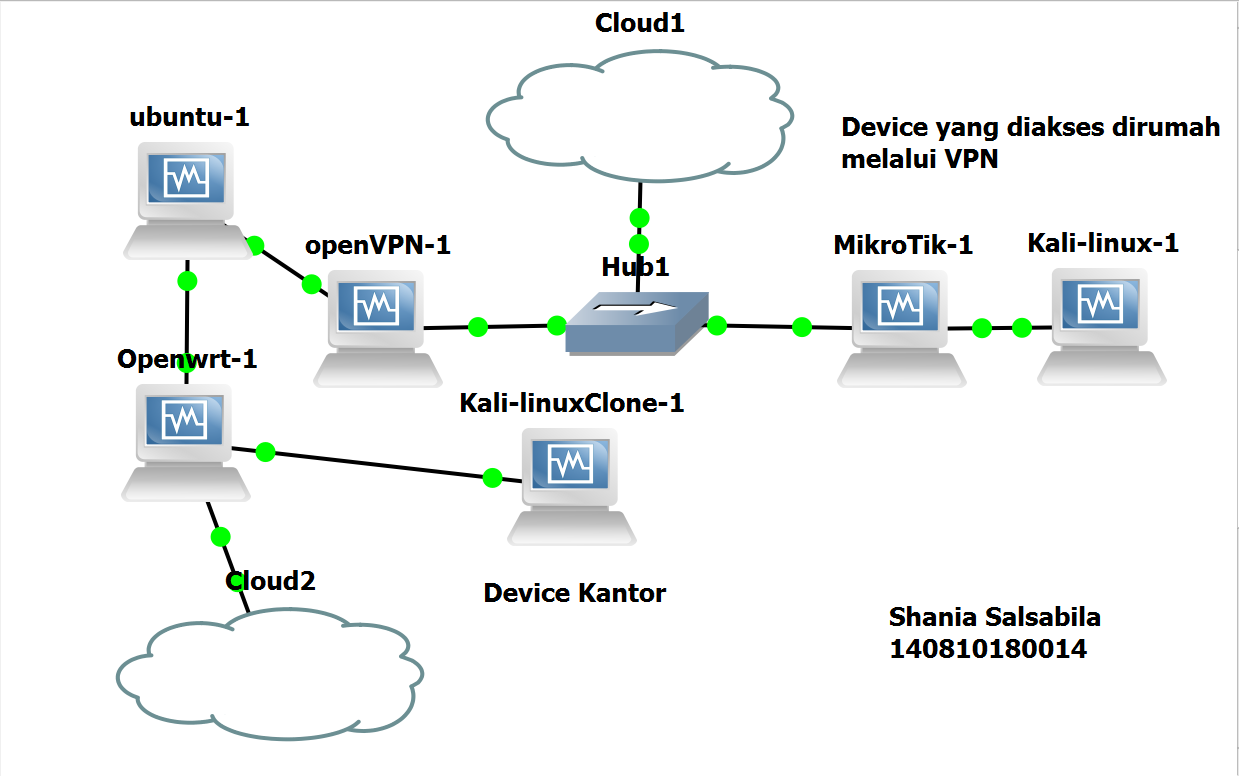 Cloud1
ubuntu-1
Device yang diakses dirumah
melalui VPN
openVPN-1
Hub1
MikroTik-1
Kali-linux-1
Openwrt-1
Kali-linuxClone-1
Cloud2
Device Kantor
Shania Salsabila
140810180014